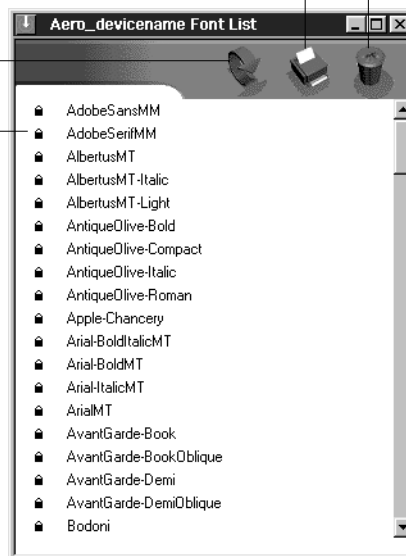 Aero_devicename Font List
AdobeSansMM
AdobeSerifMM
AlbertusMT
AlbertusMT-Italic
AlbertusMT-Light
AntiqueOlive-Bold
AntiqueOlive-Compact
AntiqueOlive-Italic
AntiqueOlive-Roman
Apple-Chancery
Arial-BoldItalicMT
Arial-BoldMT
Arial-ItalicMT
ArialMT
AvantGarde-Book
AvantGarde-BookOblique
AvantGarde-Demi
AvantGarde-DemiOblique
Bodoni